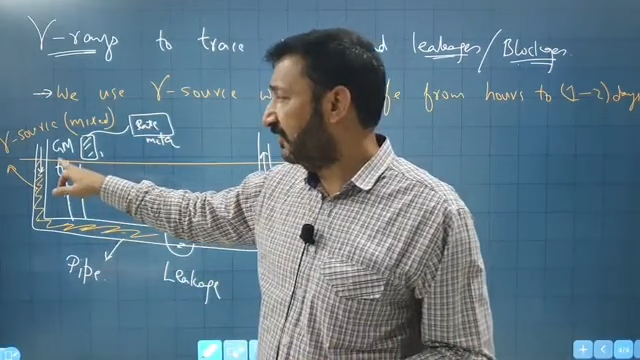 γ-rays to trace leakages/Blockages
→ We use γ-source from hours to (1-2) days
γ-source (mixed)
Rate meter
GM
Pipe
Leakage